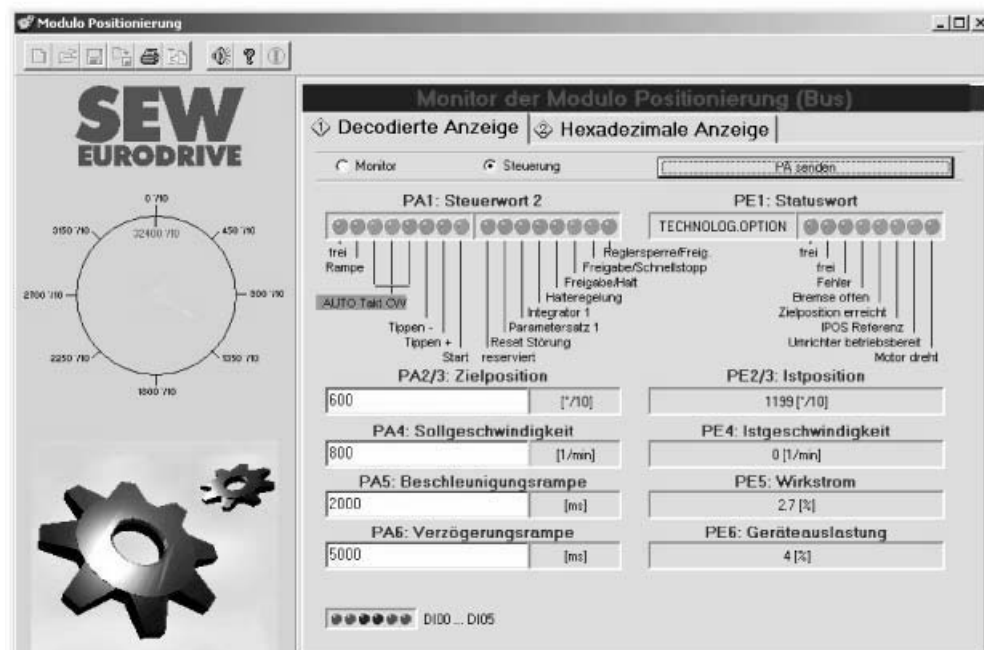 Modulo Positionierung
SEW
EURODRIVE
0 °/10
32400 °/10
3150 °/10
450 °/10
2700 °/10
900 °/10
2250 °/10
1350 °/10
1800 °/10
Monitor der Modulo Positionierung (Bus)
1 Decodierte Anzeige
2 Hexadezimale Anzeige
Monitor
Steuerung
PA senden
PA1: Steuerwort 2
frei
Rampe
AUTO Takt CW
Tippen -
Tippen +
Start
Reglersperre/Freig.
Freigabe/Schnellstopp
Freigabe/Halt
Halteregelung
Integrator 1
Parametersatz 1
Reset Störung
reserviert
PE1: Statuswort
TECHNOLOG.OPTION
frei
frei
Fehler
Bremse offen
Zielposition erreicht
IPOS Referenz
Umrichter betriebsbereit
Motor dreht
PA2/3: Zielposition
600 [°/10]
PE2/3: Istposition
1199 [°/10]
PA4: Sollgeschwindigkeit
800 [1/min]
PE4: Istgeschwindigkeit
0 [1/min]
PA5: Beschleunigungsrampe
2000 [ms]
PE5: Wirkstrom
2.7 [%]
PA6: Verzögerungsrampe
5000 [ms]
PE6: Geräteauslastung
4 [%]
DI00 ... DI05